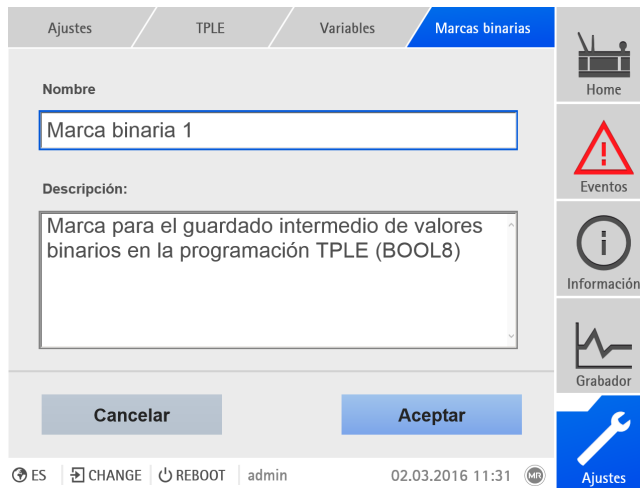 Ajustes
TPLE
Variables
Marcas binarias
Nombre
Marca binaria 1
Descripción:
Marca para el guardado intermedio de valores
binarios en la programación TPLE (BOOL8)
Cancelar
Aceptar
Home
Eventos
Información
Grabador
Ajustes
ES
CHANGE
REBOOT
admin
02.03.2016 11:31
MR